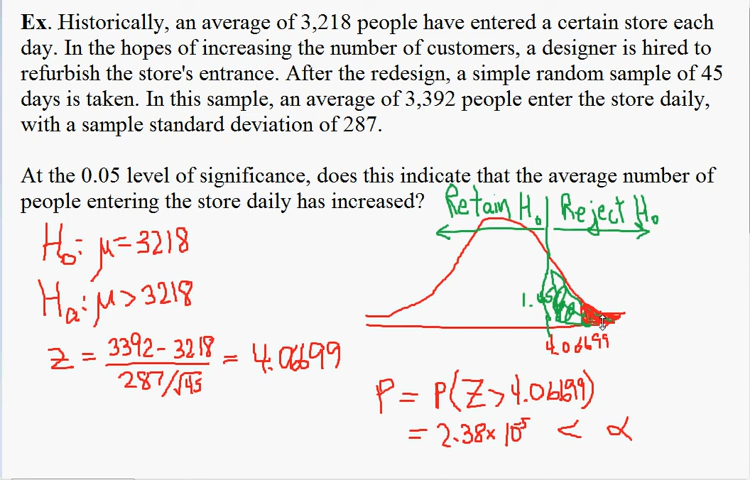 Ex. Historically, an average of 3,218 people have entered a certain store each
day. In the hopes of increasing the number of customers, a designer is hired to
refurbish the store's entrance. After the redesign, a simple random sample of 45
days is taken. In this sample, an average of 3,392 people enter the store daily,
with a sample standard deviation of 287.
At the 0.05 level of significance, does this indicate that the average number of
people entering the store daily has increased?
Retain H₀ Reject H₀
H₀: μ=3218
Hₐ: μ>3218
z = (3392-3218)/(287/√45) = 4.06699
4.06699
P = P(Z>4.06699)
= 2.38×10⁻⁵ < α